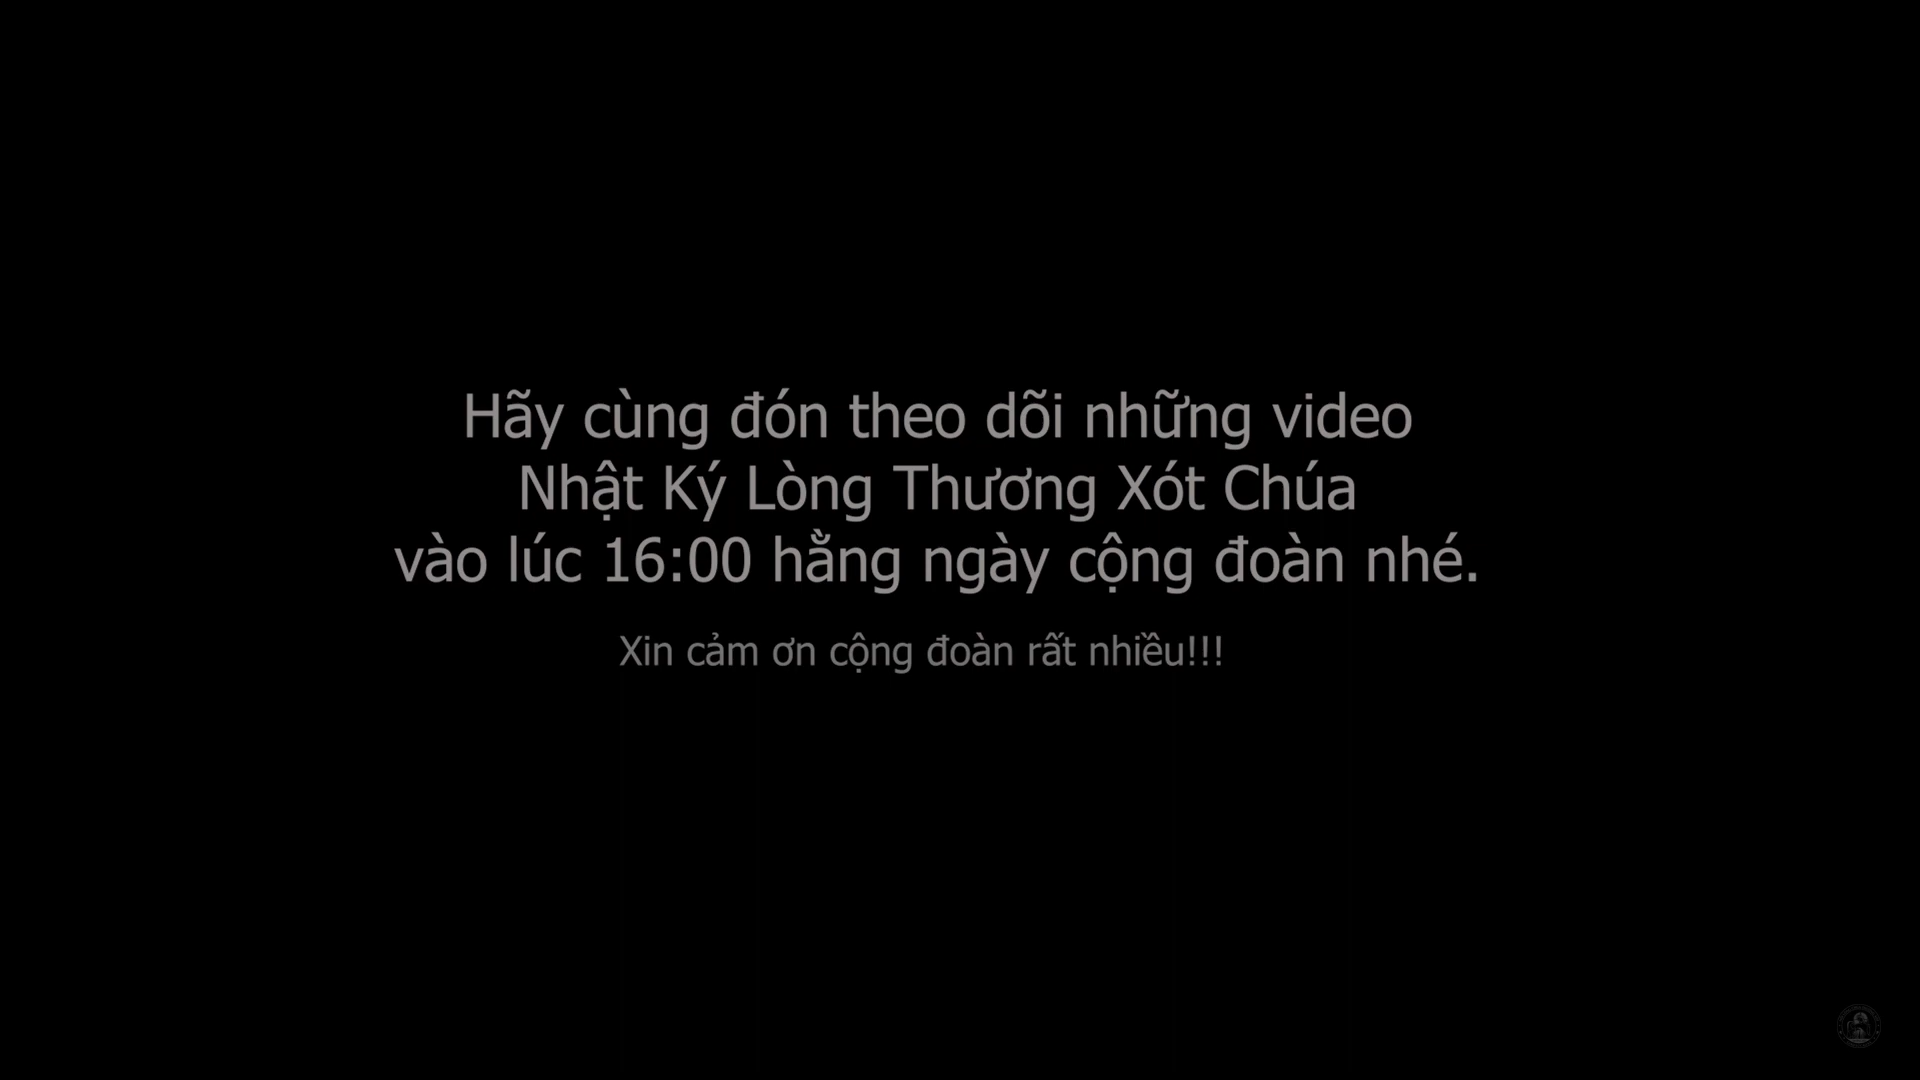 Hãy cùng đón theo dõi những video
Nhật Ký Lòng Thương Xót Chúa
vào lúc 16:00 hằng ngày cộng đoàn nhé.
Xin cảm ơn cộng đoàn rất nhiều!!!